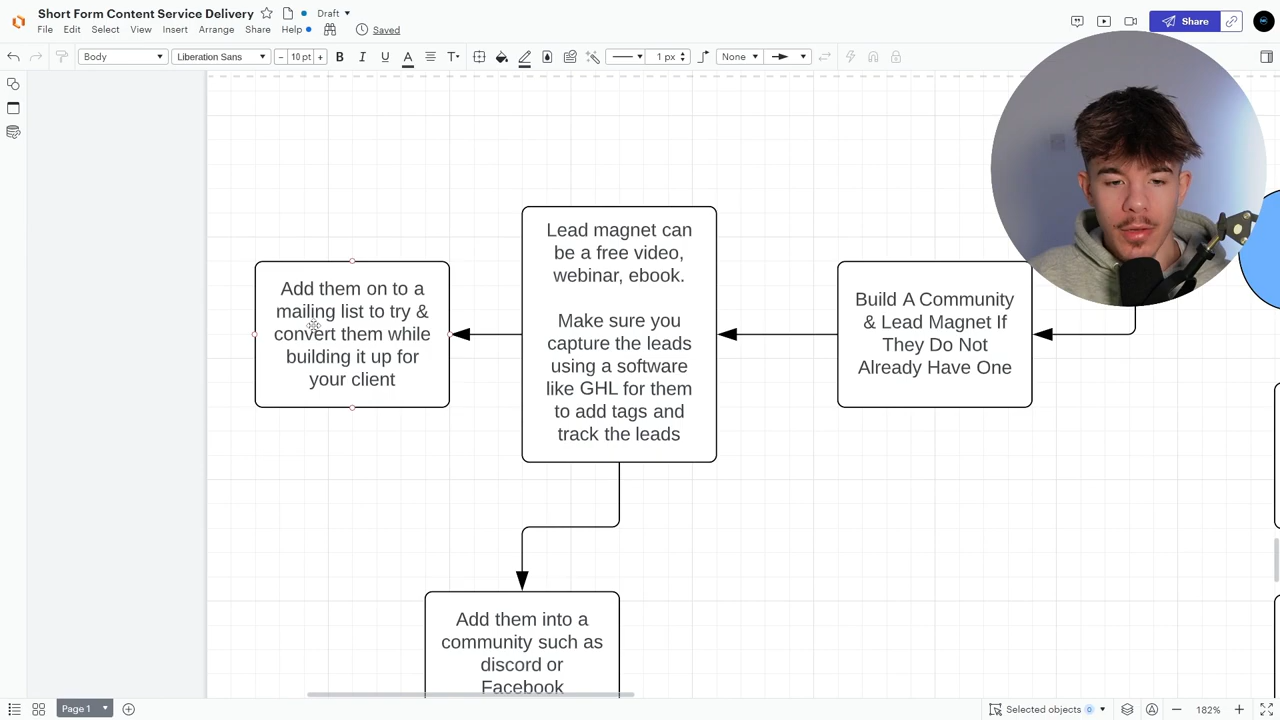 Short Form Content Service Delivery
Draft
File Edit Select View Insert Arrange Share Help
Saved
Share
Body
Liberation Sans
− 10 pt +
B I U A T
1 px
None
Lead magnet can
be a free video,
webinar, ebook.
Make sure you
capture the leads
using a software
like GHL for them
to add tags and
track the leads
Add them on to a
mailing list to try &
convert them while
building it up for
your client
Build A Community
& Lead Magnet If
They Do Not
Already Have One
Add them into a
community such as
discord or
Facebook
Page 1
Selected objects 0
182%